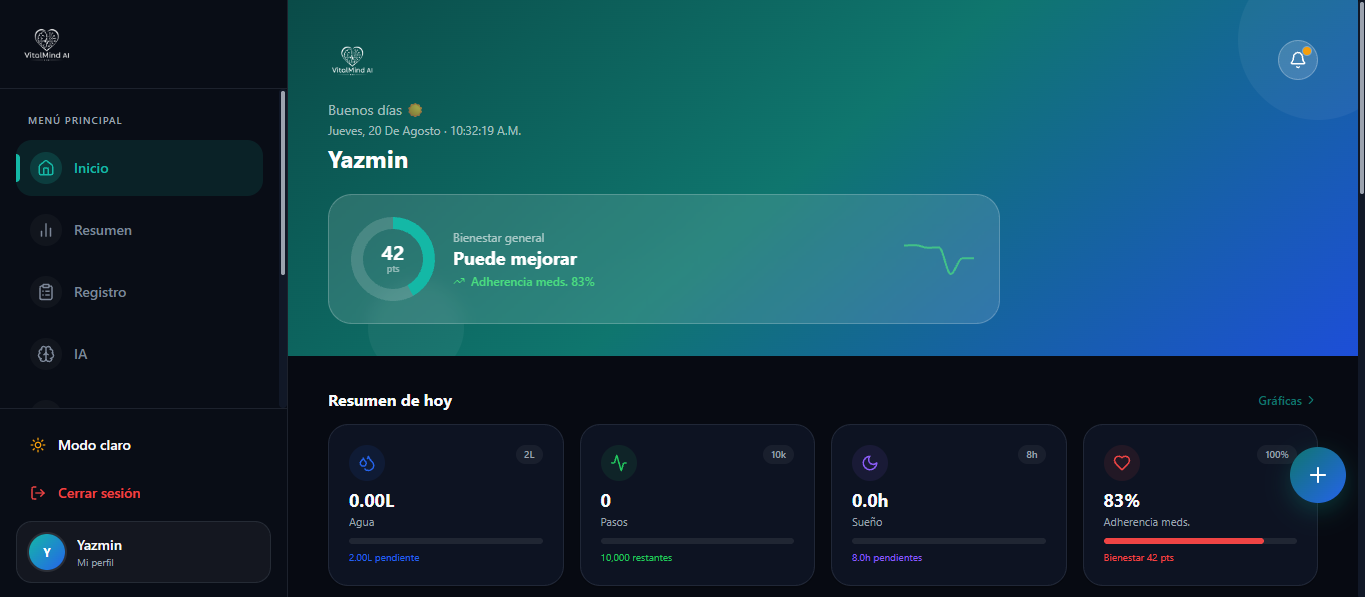 VitalMind AI
MENÚ PRINCIPAL
Inicio
Resumen
Registro
IA
Modo claro
Cerrar sesión
Y
Yazmin
Mi perfil
VitalMind AI
Buenos días
Jueves, 20 De Agosto · 10:32:19 A.M.
Yazmin
42
pts
Bienestar general
Puede mejorar
Adherencia meds. 83%
Resumen de hoy
Gráficas
2L
0.00L
Agua
2.00L pendiente
10k
0
Pasos
10,000 restantes
8h
0.0h
Sueño
8.0h pendientes
100%
83%
Adherencia meds.
Bienestar 42 pts